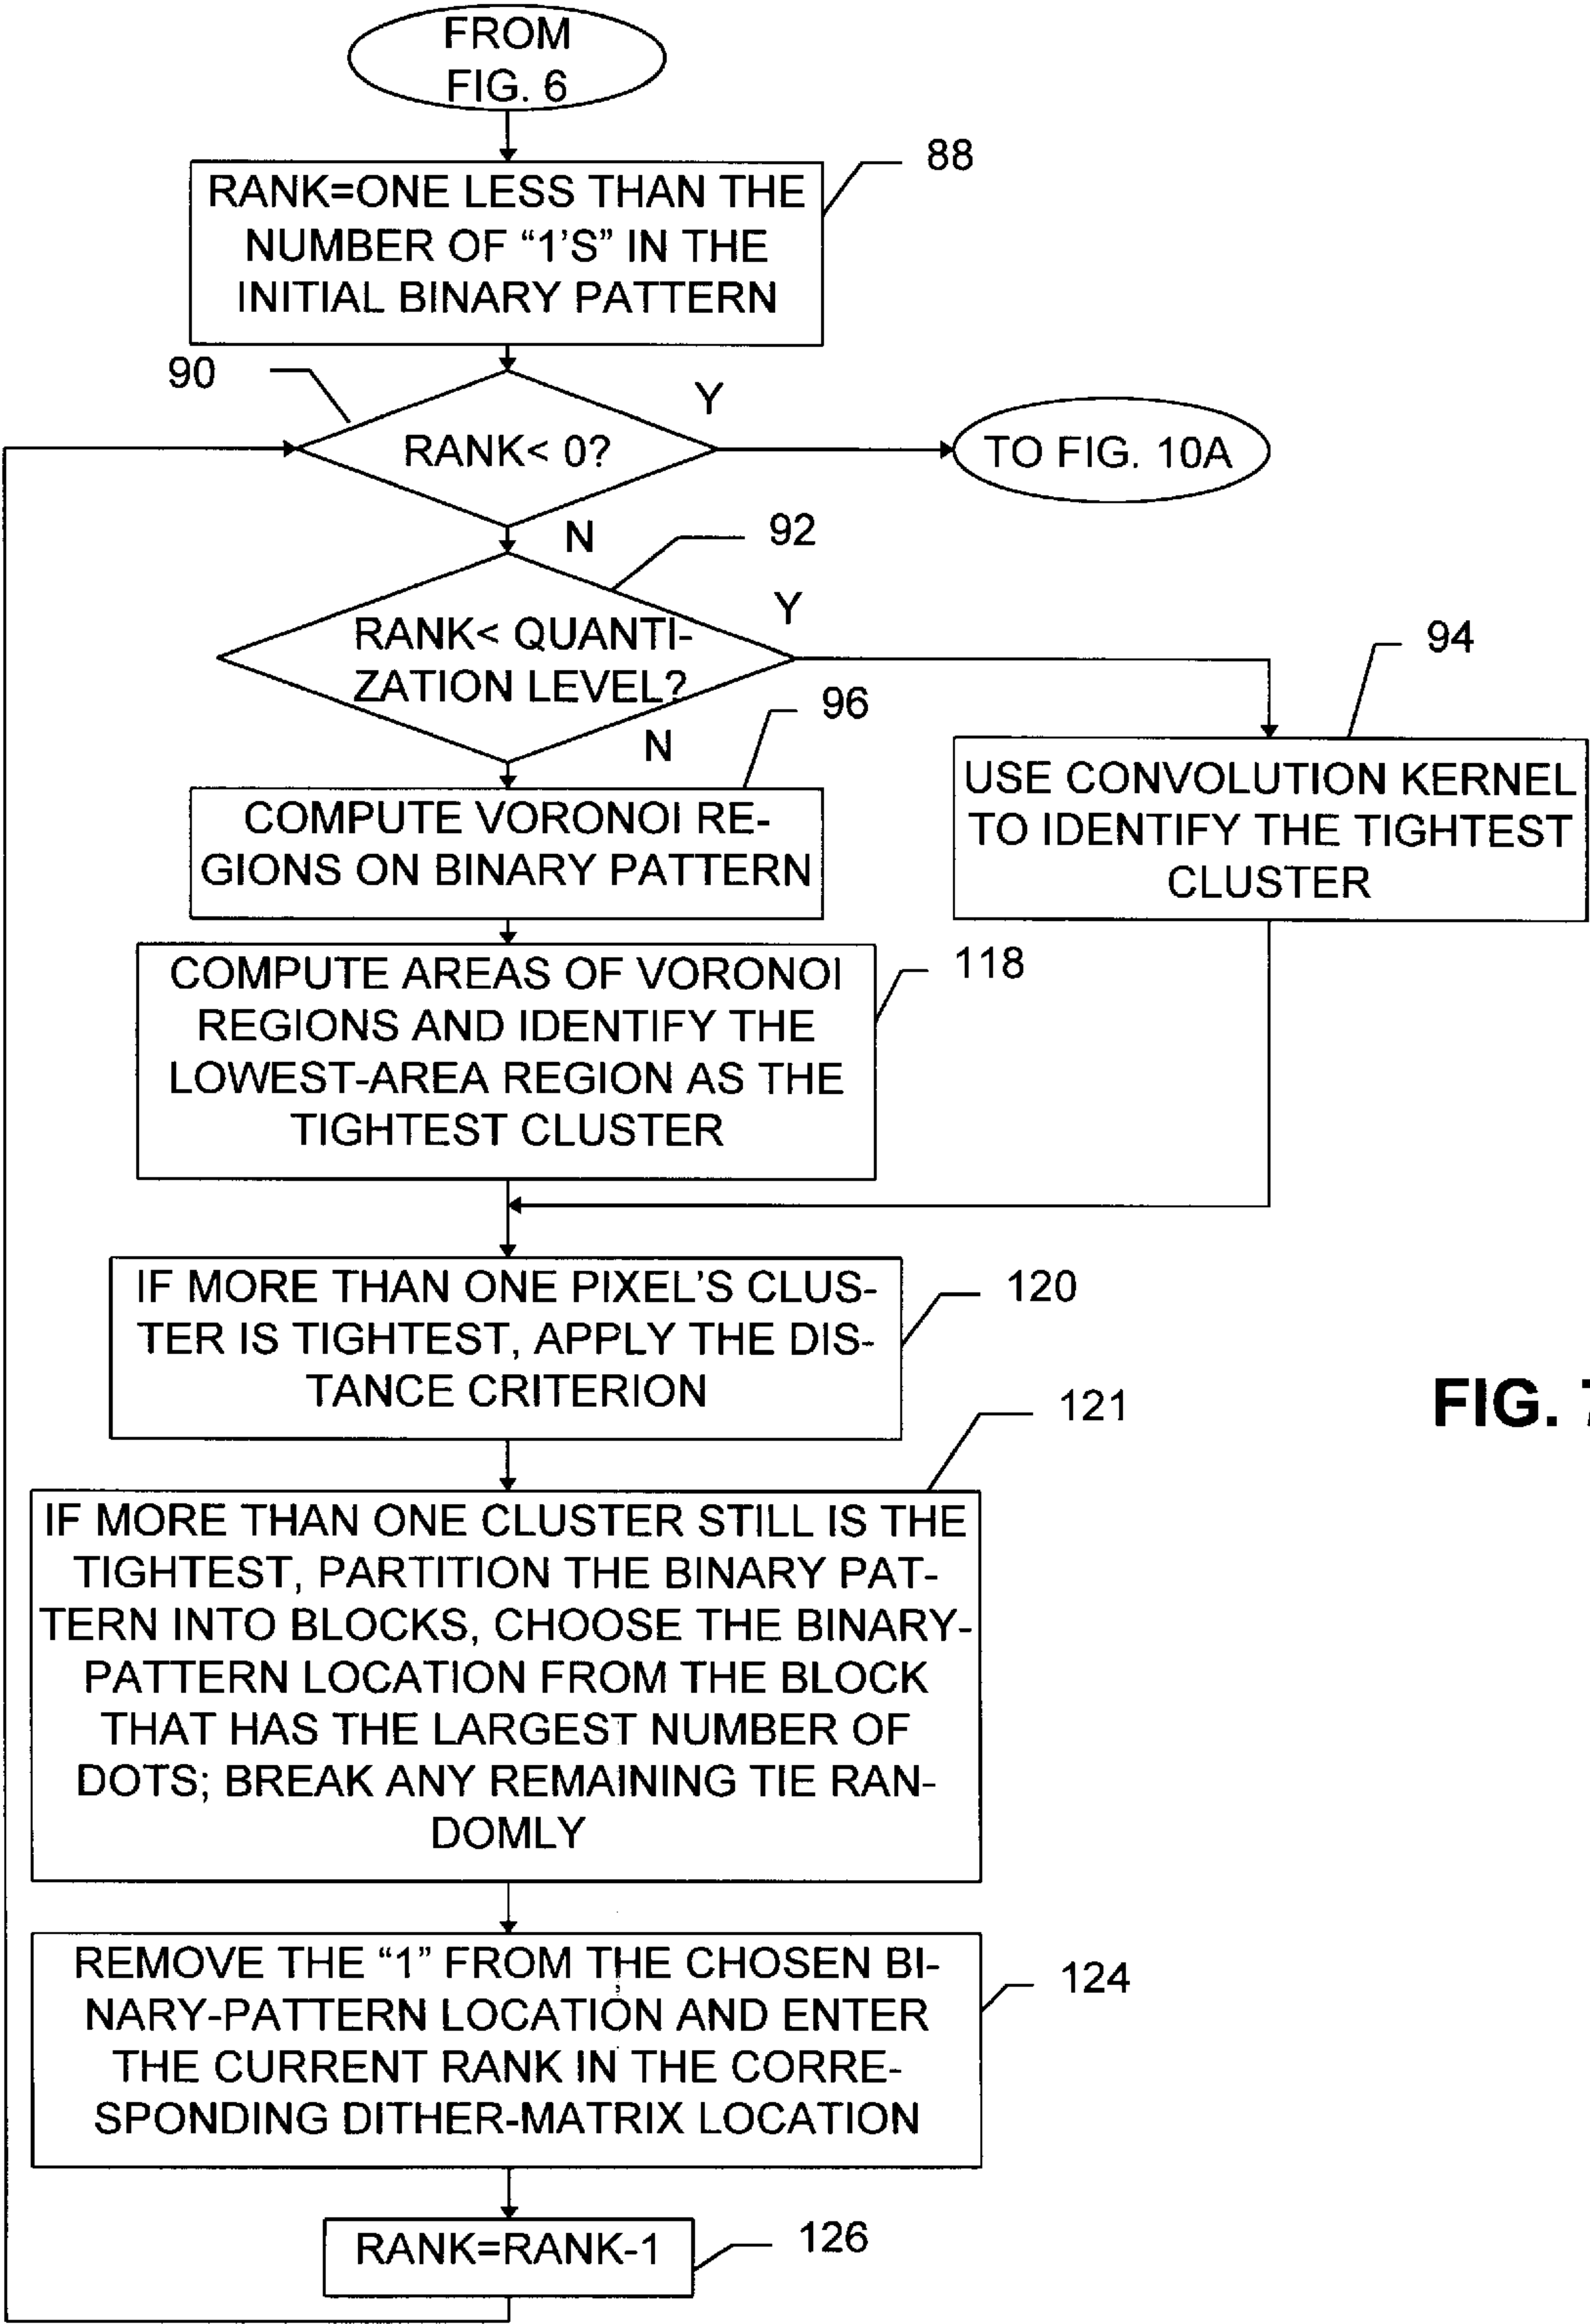 FROM
FIG. 6
88
RANK=ONE LESS THAN THE
NUMBER OF “1’S” IN THE
INITIAL BINARY PATTERN
90
Y
RANK< 0?
TO FIG. 10A
N
92
Y
RANK< QUANTI-
ZATION LEVEL?
94
96
N
USE CONVOLUTION KERNEL
TO IDENTIFY THE TIGHTEST
CLUSTER
COMPUTE VORONOI RE-
GIONS ON BINARY PATTERN
118
COMPUTE AREAS OF VORONOI
REGIONS AND IDENTIFY THE
LOWEST-AREA REGION AS THE
TIGHTEST CLUSTER
120
IF MORE THAN ONE PIXEL’S CLUS-
TER IS TIGHTEST, APPLY THE DIS-
TANCE CRITERION
FIG. 7
121
IF MORE THAN ONE CLUSTER STILL IS THE
TIGHTEST, PARTITION THE BINARY PAT-
TERN INTO BLOCKS, CHOOSE THE BINARY-
PATTERN LOCATION FROM THE BLOCK
THAT HAS THE LARGEST NUMBER OF
DOTS; BREAK ANY REMAINING TIE RAN-
DOMLY
124
REMOVE THE “1” FROM THE CHOSEN BI-
NARY-PATTERN LOCATION AND ENTER
THE CURRENT RANK IN THE CORRE-
SPONDING DITHER-MATRIX LOCATION
126
RANK=RANK-1